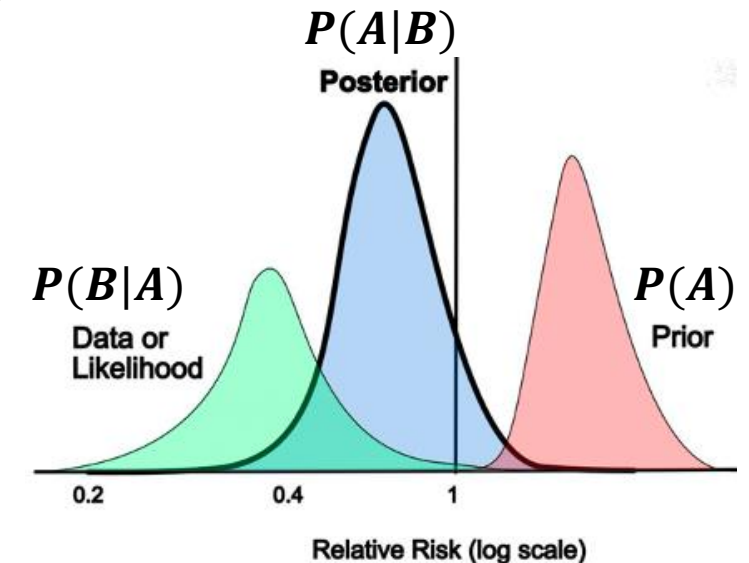 P(A|B)
Posterior
P(B|A)
Data or
Likelihood
P(A)
Prior
0.2
0.4
1
Relative Risk (log scale)